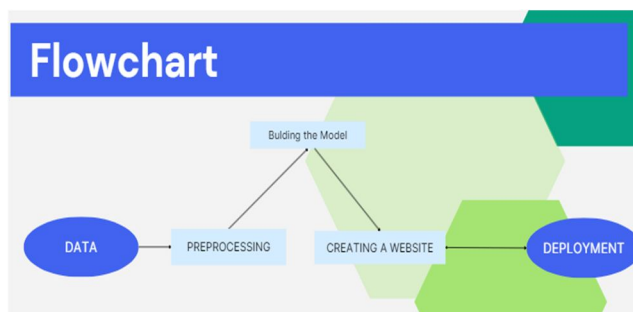 Flowchart
Bulding the Model
DATA
PREPROCESSING
CREATING A WEBSITE
DEPLOYMENT